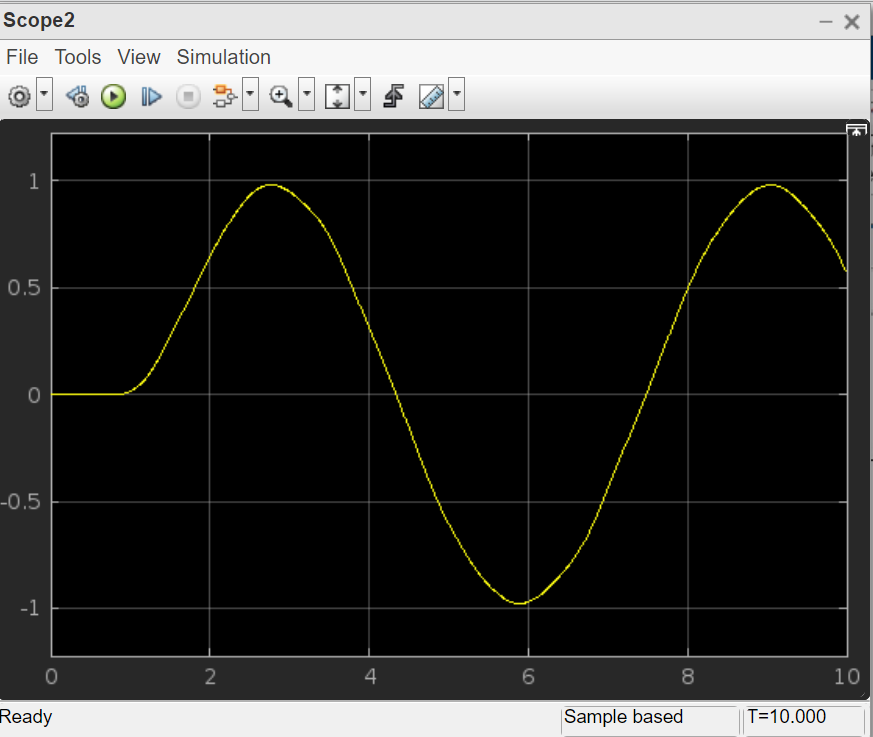 Scope2
File Tools View Simulation
1
0.5
0
-0.5
-1
0 2 4 6 8 10
Ready Sample based T=10.000